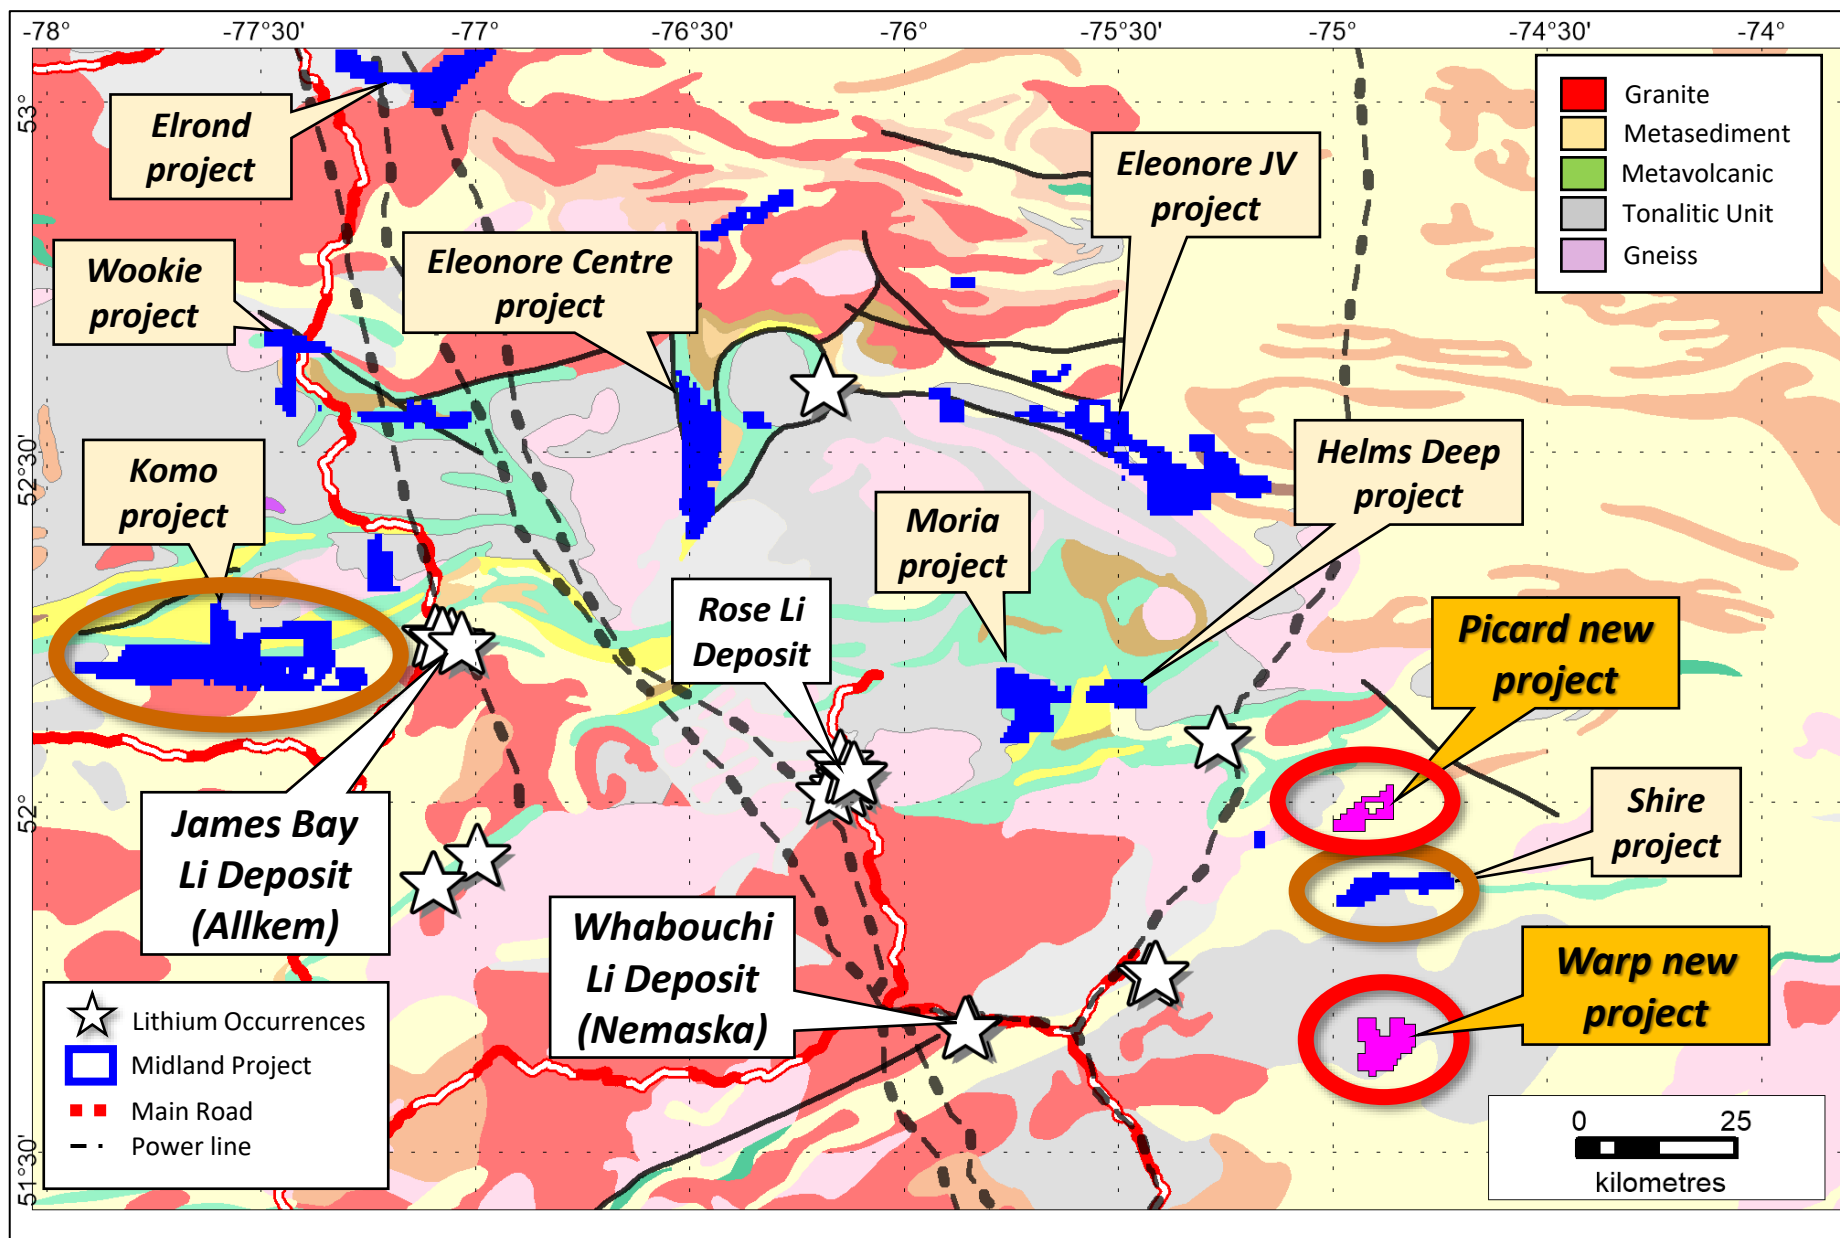 -78°
-77°30'
-77°
-76°30'
-76°
-75°30'
-75°
-74°30'
-74°
53°
52°30'
52°
51°30'
Granite
Metasediment
Metavolcanic
Tonalitic Unit
Gneiss
Elrond
project
Eleonore JV
project
Wookie
project
Eleonore Centre
project
Komo
project
Helms Deep
project
Moria
project
Rose Li
Deposit
Picard new
project
Shire
project
James Bay
Li Deposit
(Allkem)
Whabouchi
Li Deposit
(Nemaska)
Warp new
project
Lithium Occurrences
Midland Project
Main Road
Power line
0 25
kilometres